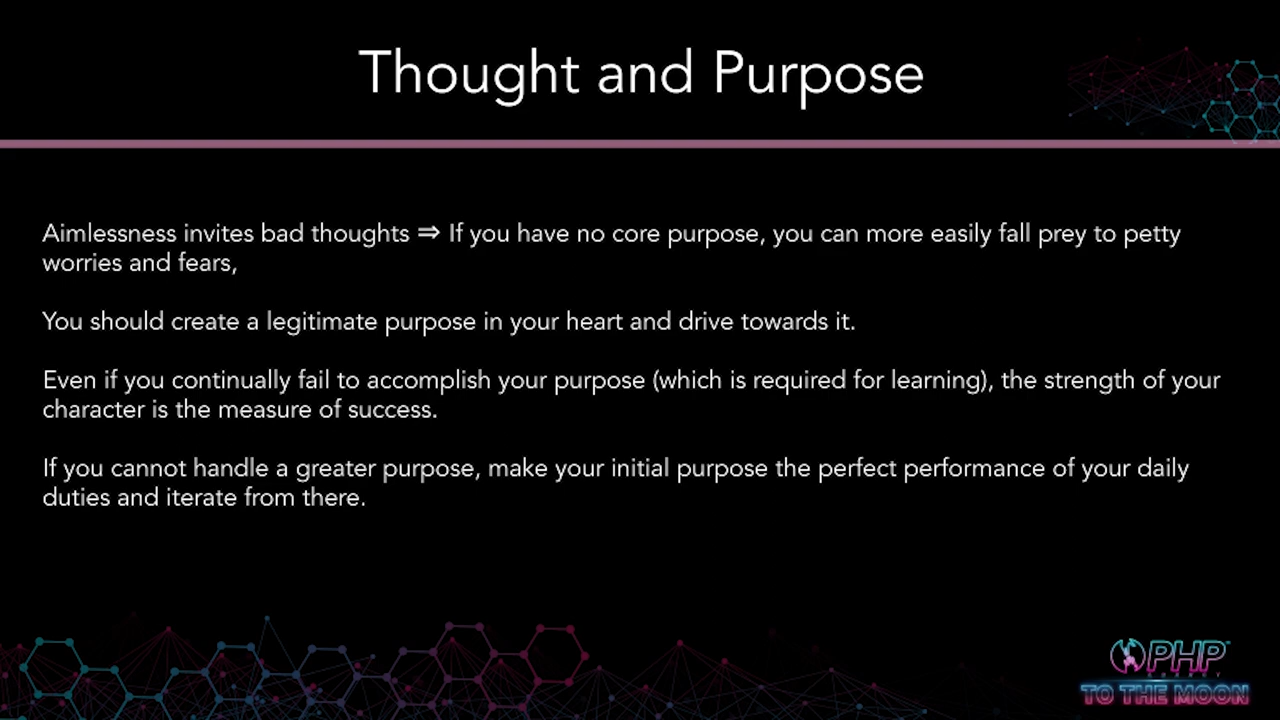 Thought and Purpose
Aimlessness invites bad thoughts ⇒ If you have no core purpose, you can more easily fall prey to petty
worries and fears,
You should create a legitimate purpose in your heart and drive towards it.
Even if you continually fail to accomplish your purpose (which is required for learning), the strength of your
character is the measure of success.
If you cannot handle a greater purpose, make your initial purpose the perfect performance of your daily
duties and iterate from there.
PHP
TO THE MOON